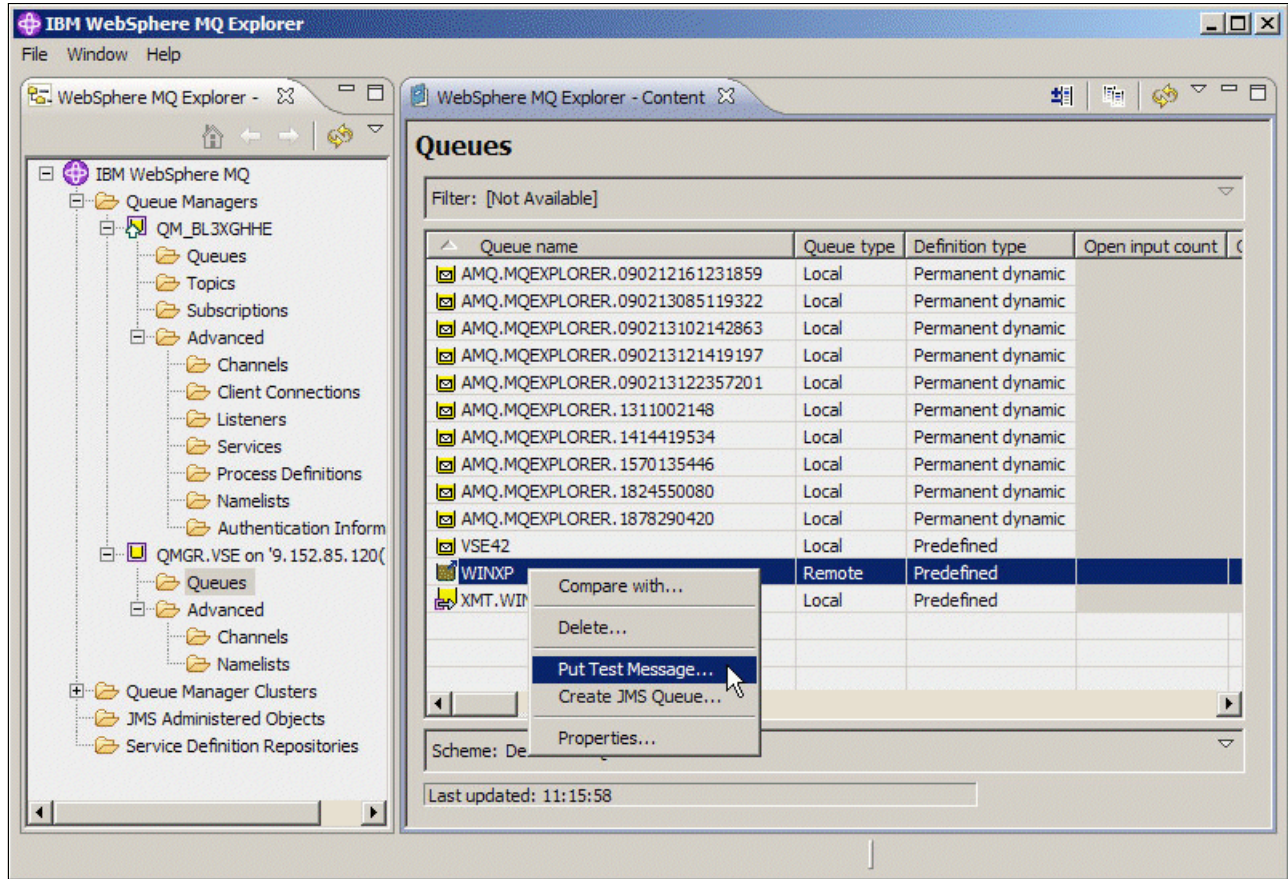 IBM WebSphere MQ Explorer
File Window Help
WebSphere MQ Explorer -
IBM WebSphere MQ
Queue Managers
QM_BL3XGHHE
Queues
Topics
Subscriptions
Advanced
Channels
Client Connections
Listeners
Services
Process Definitions
Namelists
Authentication Inform
QMGR.VSE on '9.152.85.120(
Queues
Advanced
Channels
Namelists
Queue Manager Clusters
JMS Administered Objects
Service Definition Repositories
WebSphere MQ Explorer - Content
Queues
Filter: [Not Available]
Queue name Queue type Definition type Open input count
AMQ.MQEXPLORER.090212161231859 Local Permanent dynamic
AMQ.MQEXPLORER.090213085119322 Local Permanent dynamic
AMQ.MQEXPLORER.090213102142863 Local Permanent dynamic
AMQ.MQEXPLORER.090213121419197 Local Permanent dynamic
AMQ.MQEXPLORER.090213122357201 Local Permanent dynamic
AMQ.MQEXPLORER.1311002148 Local Permanent dynamic
AMQ.MQEXPLORER.1414419534 Local Permanent dynamic
AMQ.MQEXPLORER.1570135446 Local Permanent dynamic
AMQ.MQEXPLORER.1824550080 Local Permanent dynamic
AMQ.MQEXPLORER.1878290420 Local Permanent dynamic
VSE42 Local Predefined
WINXP Remote Predefined
XMT.WIN Local Predefined
Compare with...
Delete...
Put Test Message...
Create JMS Queue...
Properties...
Scheme: De
Last updated: 11:15:58